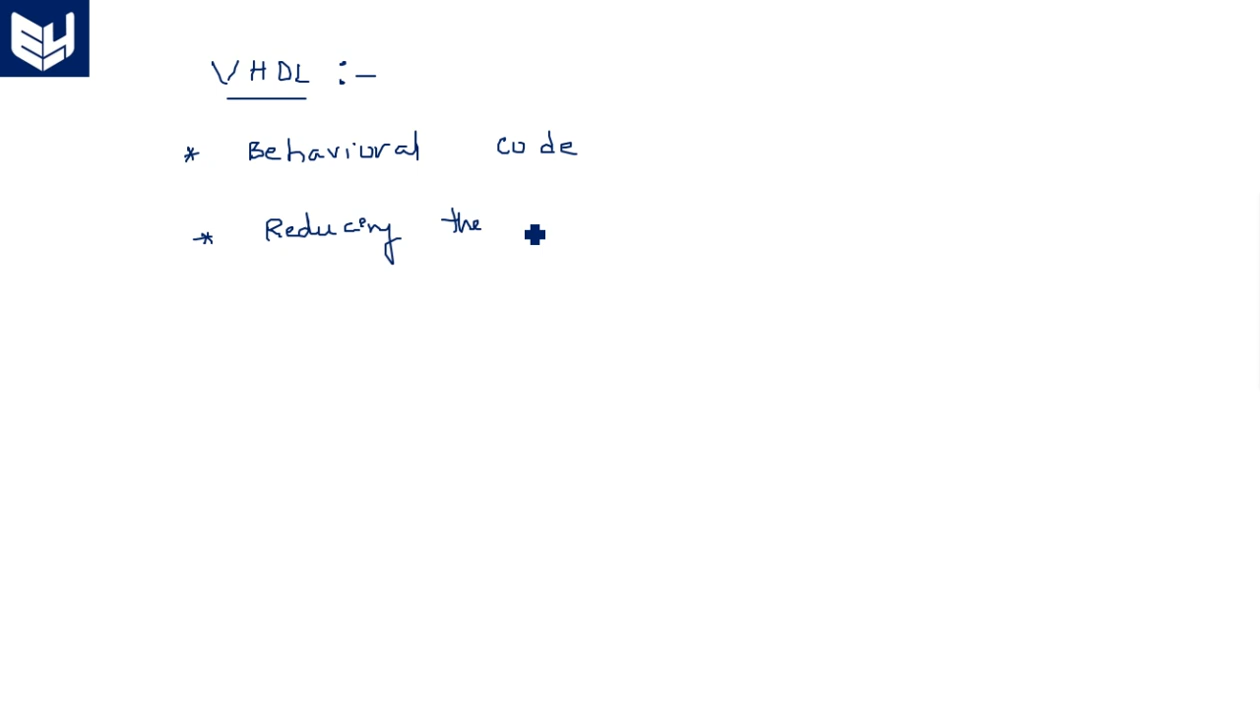 VHDL :-
* Behavioral code
* Reducing the